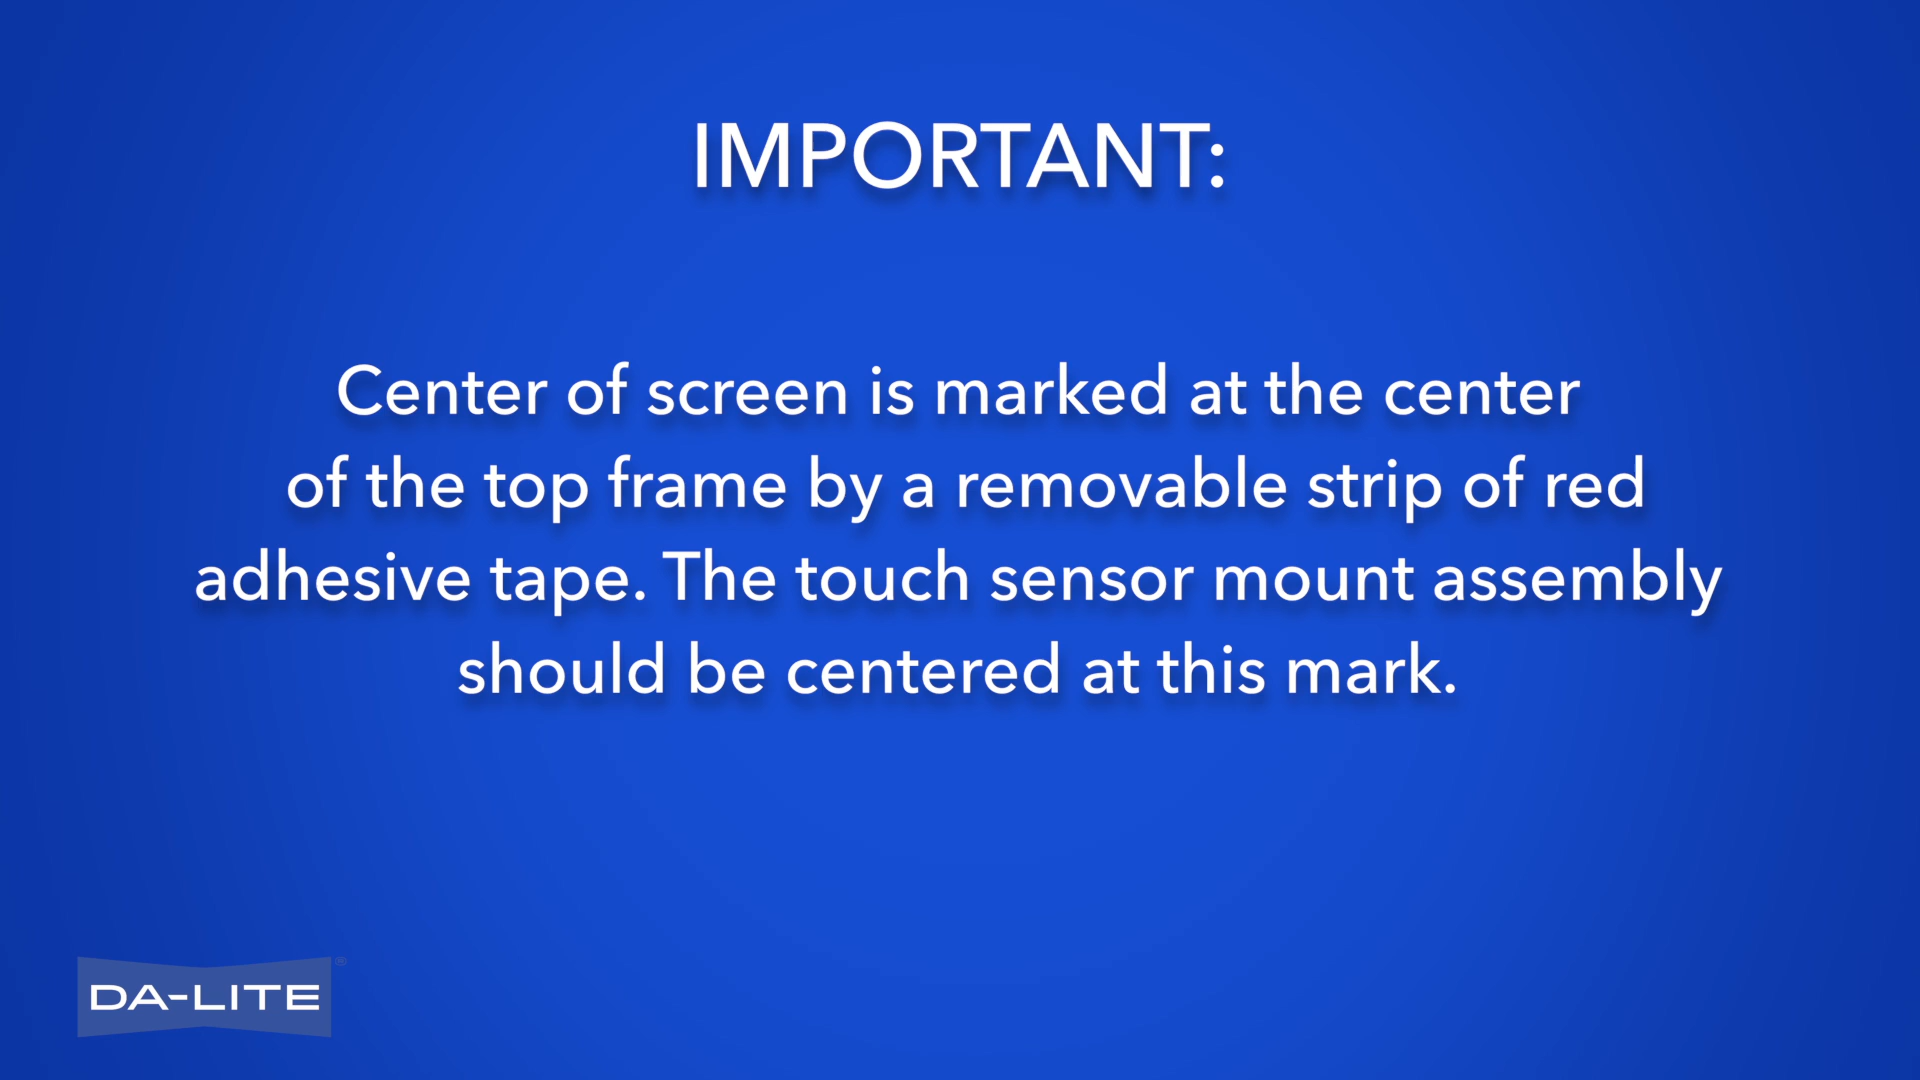 IMPORTANT:
Center of screen is marked at the center
of the top frame by a removable strip of red
adhesive tape. The touch sensor mount assembly
should be centered at this mark.
DA-LITE®